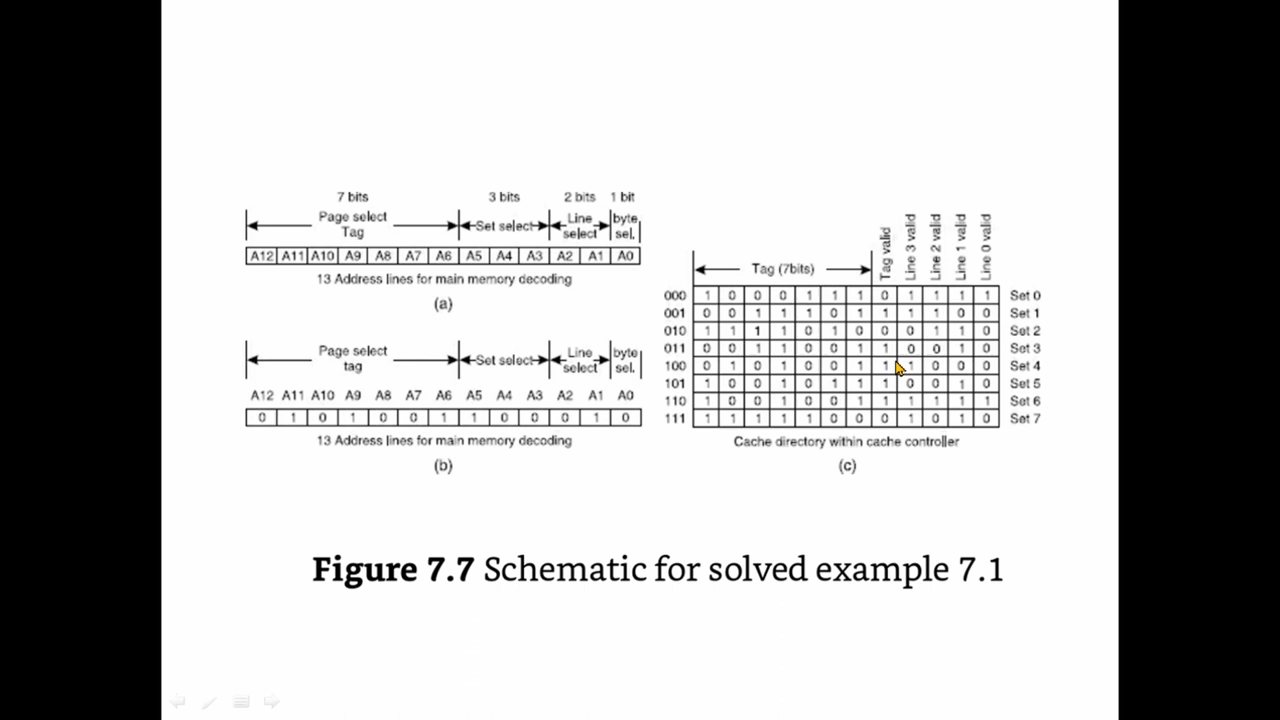 7 bits 3 bits 2 bits 1 bit
Page select Tag Set select Line select byte sel.
A12 A11 A10 A9 A8 A7 A6 A5 A4 A3 A2 A1 A0
13 Address lines for main memory decoding
(a)
Page select tag Set select Line select byte sel.
A12 A11 A10 A9 A8 A7 A6 A5 A4 A3 A2 A1 A0
0 1 0 1 0 0 1 1 0 0 0 1 0
13 Address lines for main memory decoding
(b)
Tag (7bits) Tag valid Line 3 valid Line 2 valid Line 1 valid Line 0 valid
000 1 0 0 0 1 1 1 0 1 1 1 1 Set 0
001 0 0 1 1 1 0 1 1 1 1 0 0 Set 1
010 1 1 1 1 0 1 0 0 0 1 1 0 Set 2
011 0 0 1 1 0 0 1 1 0 0 1 0 Set 3
100 0 1 0 1 0 0 1 1 1 0 0 0 Set 4
101 1 0 0 1 0 1 1 1 0 0 1 0 Set 5
110 1 0 0 1 0 0 1 1 1 1 1 1 Set 6
111 1 1 1 1 1 0 0 0 1 0 1 0 Set 7
Cache directory within cache controller
(c)
Figure 7.7 Schematic for solved example 7.1